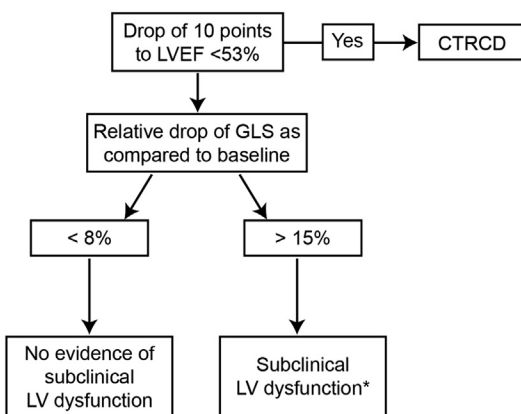 Drop of 10 points
to LVEF <53%
Yes
CTRCD
Relative drop of GLS as
compared to baseline
< 8%
> 15%
No evidence of
subclinical
LV dysfunction
Subclinical
LV dysfunction*